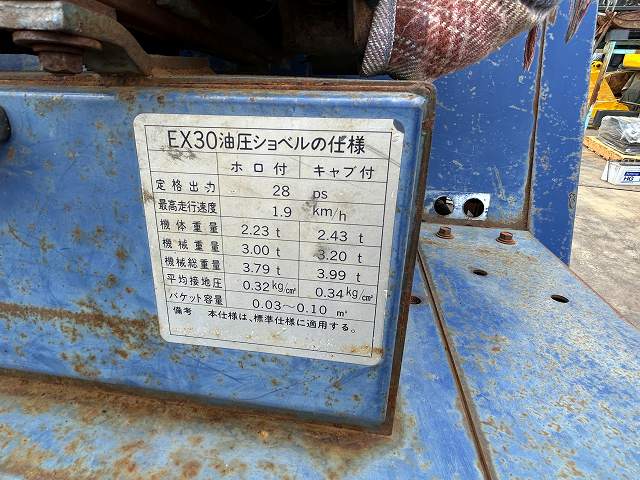 EX30油圧ショベルの仕様
ホロ付 キャブ付
定格出力 28 ps
最高走行速度 1.9 km/h
機体重量 2.23 t 2.43 t
機械重量 3.00 t 3.20 t
機械総重量 3.79 t 3.99 t
平均接地圧 0.32kg/cm² 0.34kg/cm²
バケット容量 0.03〜0.10 m³
備考 本仕様は、標準仕様に適用する。
HG